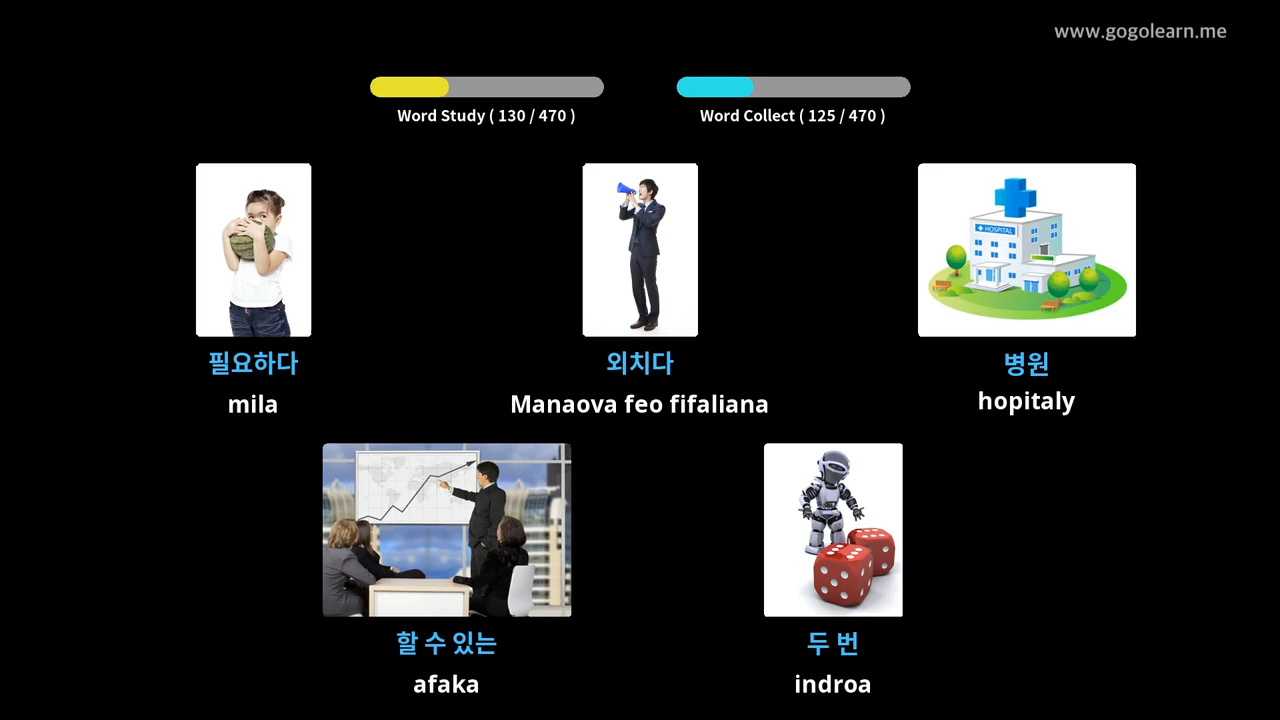 www.gogolearn.me
Word Study ( 130 / 470 )
Word Collect ( 125 / 470 )
HOSPITAL
필요하다
mila
외치다
Manaova feo fifaliana
병원
hopitaly
할 수 있는
afaka
두 번
indroa